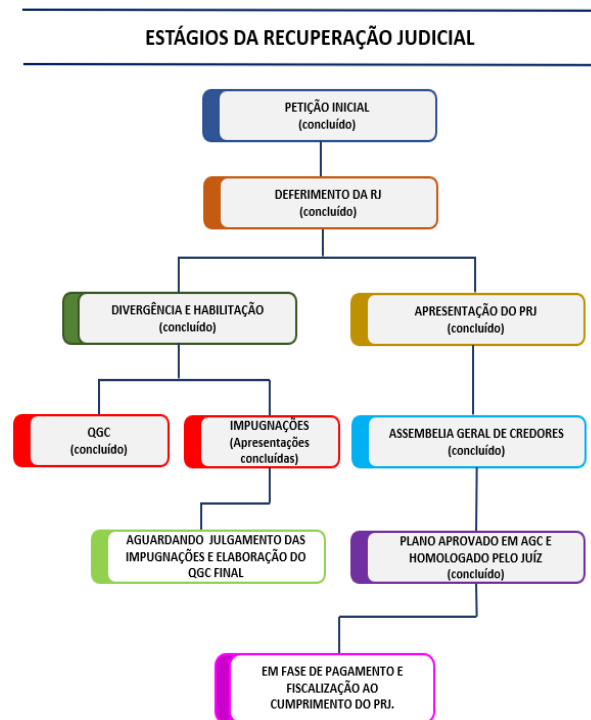 ESTÁGIOS DA RECUPERAÇÃO JUDICIAL
PETIÇÃO INICIAL
(concluído)
DEFERIMENTO DA RJ
(concluído)
DIVERGÊNCIA E HABILITAÇÃO
(concluído)
APRESENTAÇÃO DO PRJ
(concluído)
QGC
(concluído)
IMPUGNAÇÕES
(Apresentações
concluídas)
ASSEMBELIA GERAL DE CREDORES
(concluído)
AGUARDANDO JULGAMENTO DAS
IMPUGNAÇÕES E ELABORAÇÃO DO
QGC FINAL
PLANO APROVADO EM AGC E
HOMOLOGADO PELO JUÍZ
(concluído)
EM FASE DE PAGAMENTO E
FISCALIZAÇÃO AO
CUMPRIMENTO DO PRJ.